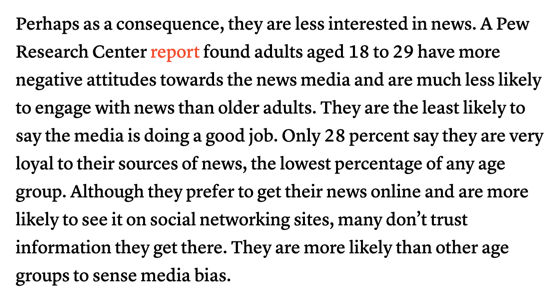 Perhaps as a consequence, they are less interested in news. A Pew
Research Center report found adults aged 18 to 29 have more
negative attitudes towards the news media and are much less likely
to engage with news than older adults. They are the least likely to
say the media is doing a good job. Only 28 percent say they are very
loyal to their sources of news, the lowest percentage of any age
group. Although they prefer to get their news online and are more
likely to see it on social networking sites, many don’t trust
information they get there. They are more likely than other age
groups to sense media bias.